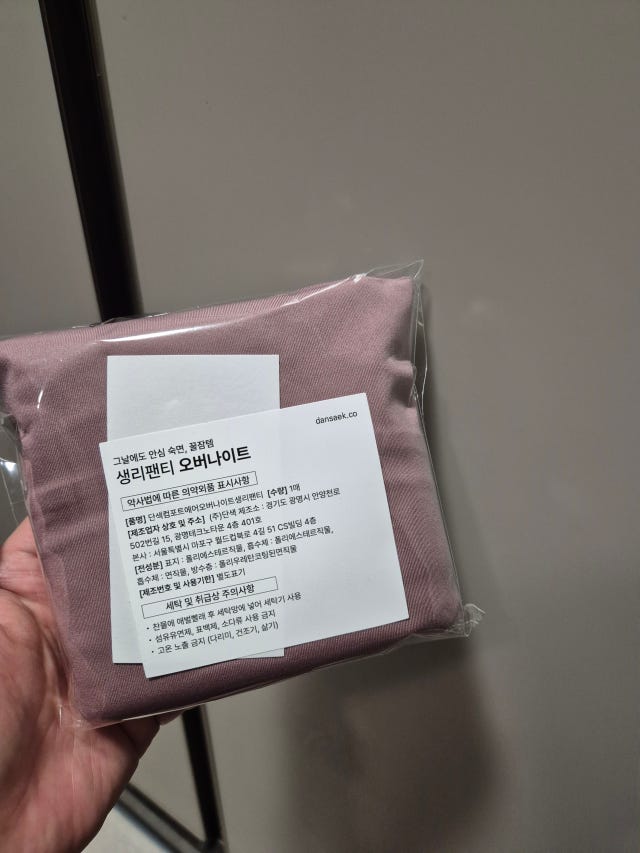 dansaek.co
그날에도 안심 숙면, 꿀잠템
생리팬티 오버나이트
약사법에 따른 의약외품 표시사항
[품명] 단색컴포트에어오버나이트생리팬티 [수량] 1매
[제조업자 상호 및 주소] (주)단색 제조소 : 경기도 광명시 안양천로
502번길 15, 광명테크노타운 4층 401호
본사 : 서울특별시 마포구 월드컵북로 4길 51 CS빌딩 4층
[전성분] 표지 : 폴리에스테르직물, 흡수체 : 폴리에스테르직물,
흡수체 : 면직물, 방수층 : 폴리우레탄코팅된면직물
[제조번호 및 사용기한] 별도표기
세탁 및 취급상 주의사항
• 찬물에 애벌빨래 후 세탁망에 넣어 세탁기 사용
• 섬유유연제, 표백제, 소다류 사용 금지
• 고온 노출 금지 (다리미, 건조기, 삶기)